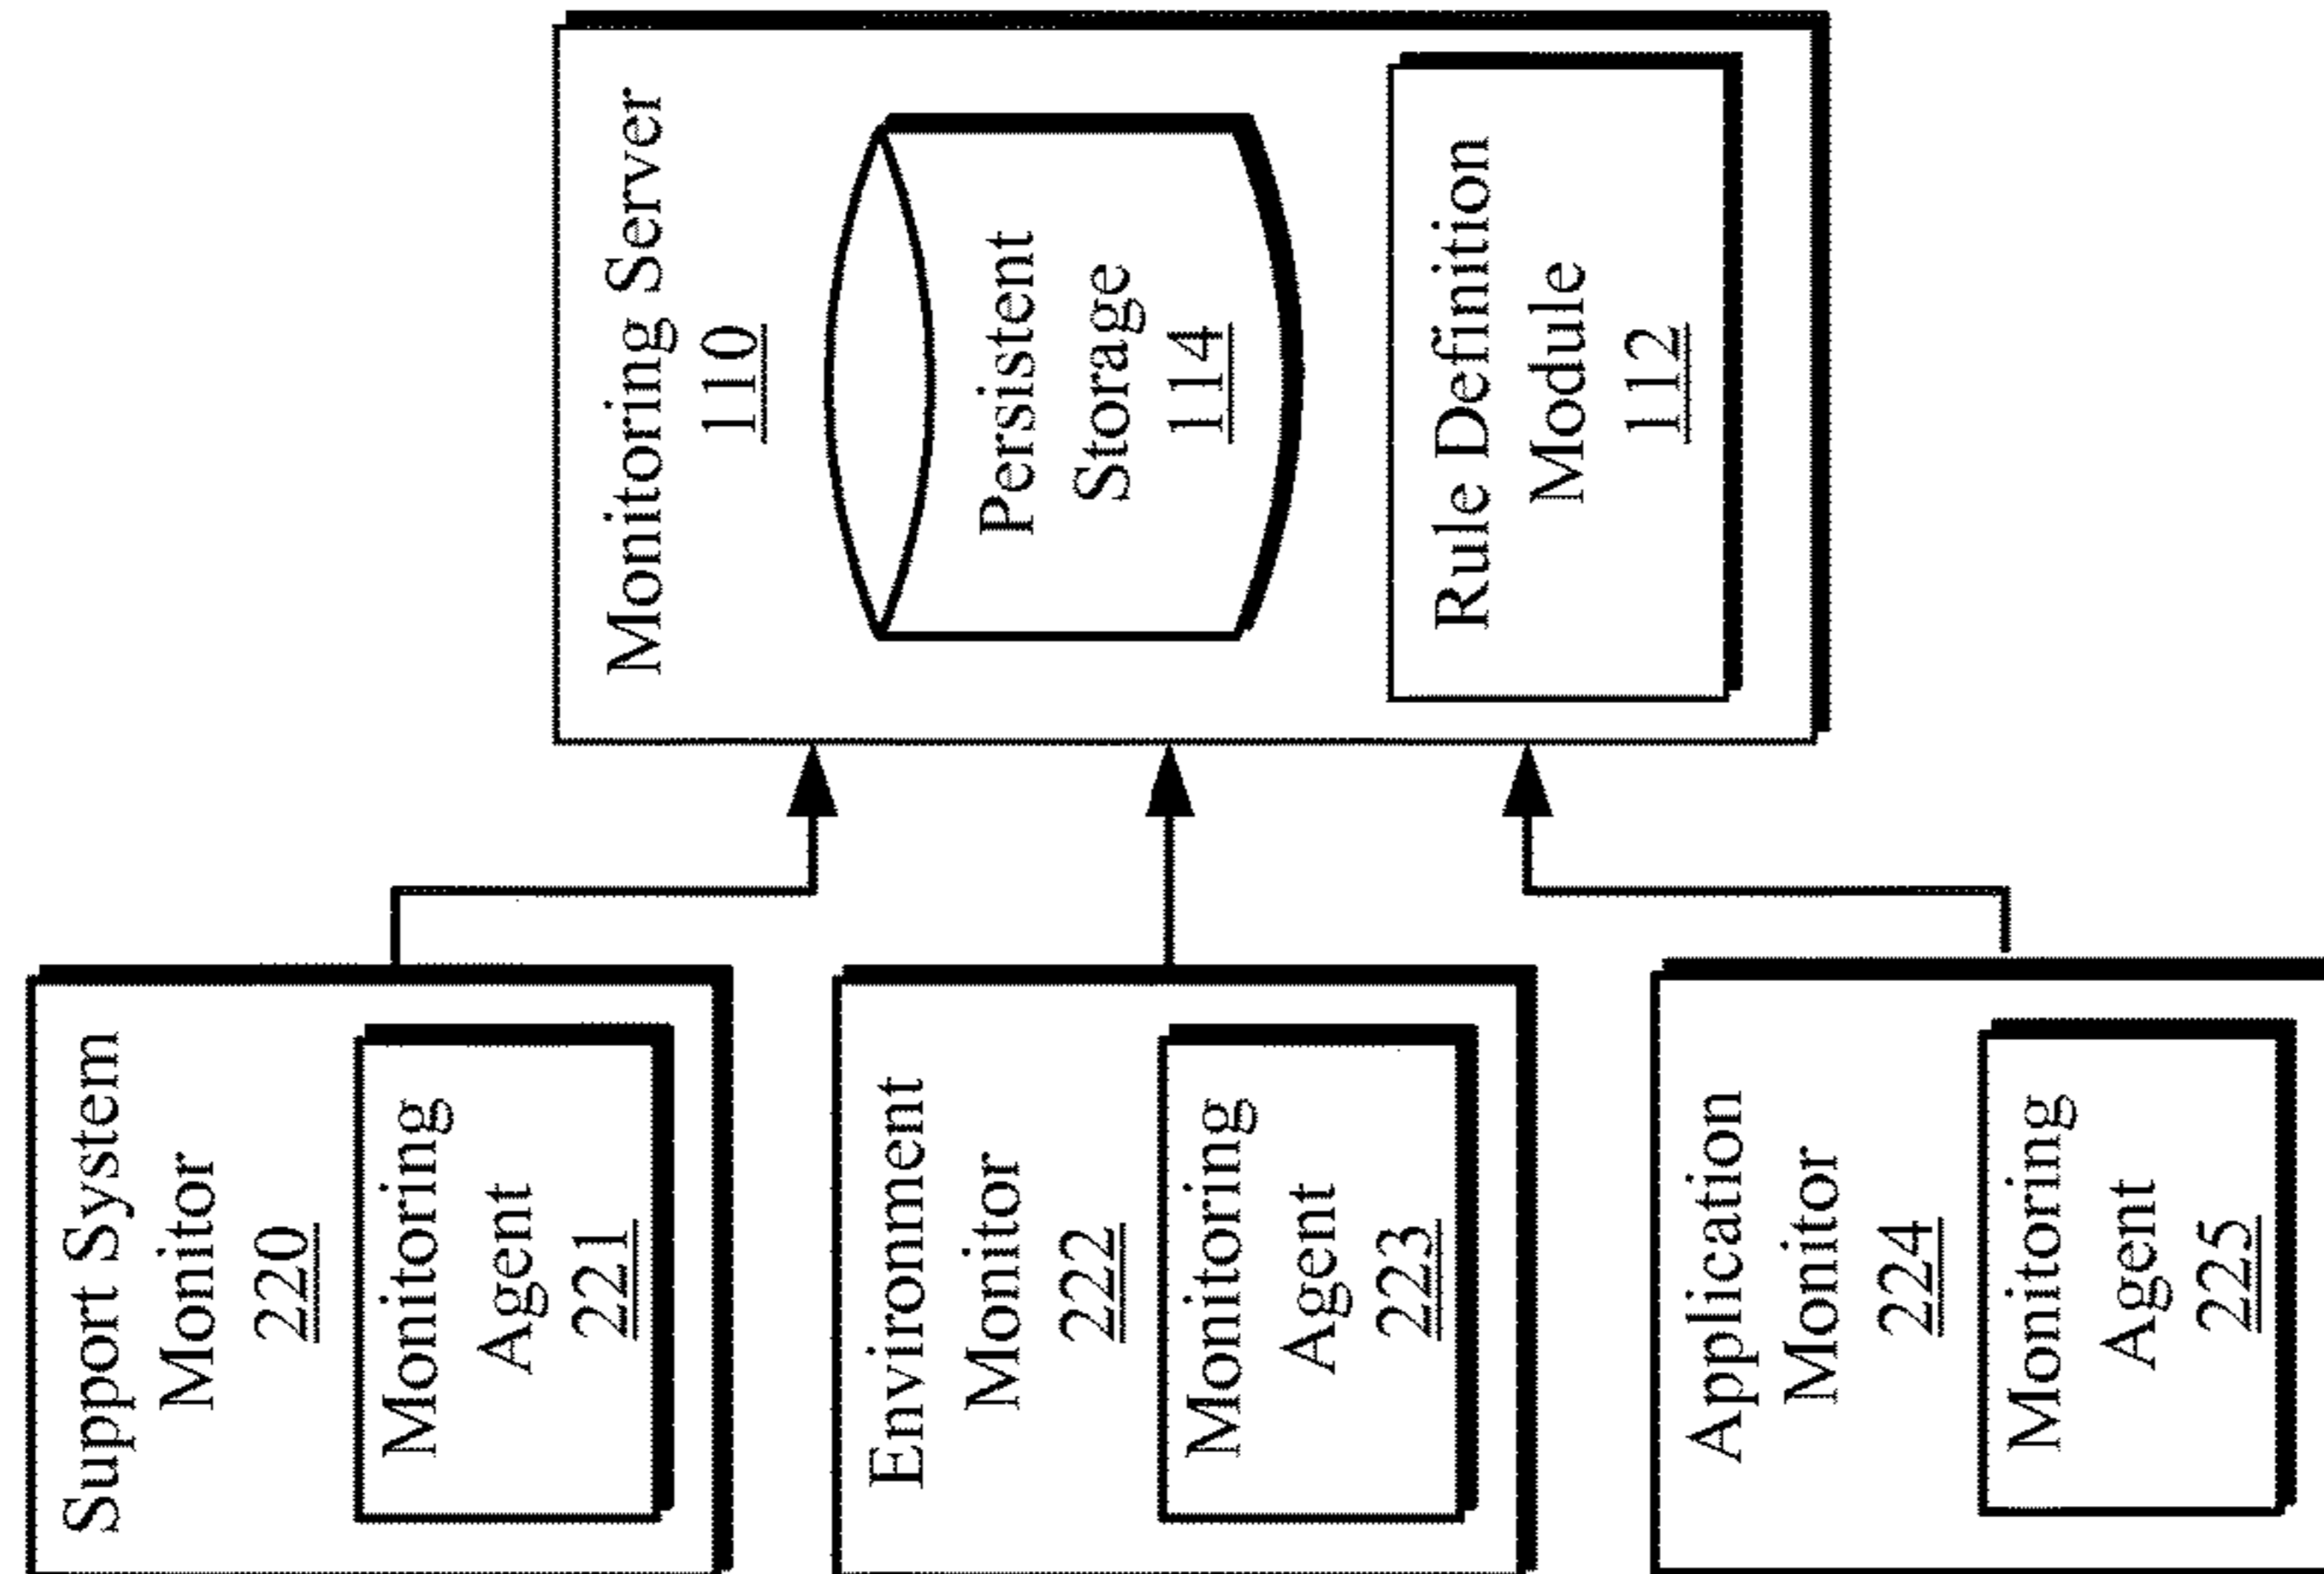 Support System
Monitor
220
Monitoring
Agent
221
Environment
Monitor
222
Monitoring
Agent
223
Application
Monitor
224
Monitoring
Agent
225
Monitoring Server
110
Persistent
Storage
114
Rule Definition
Module
112